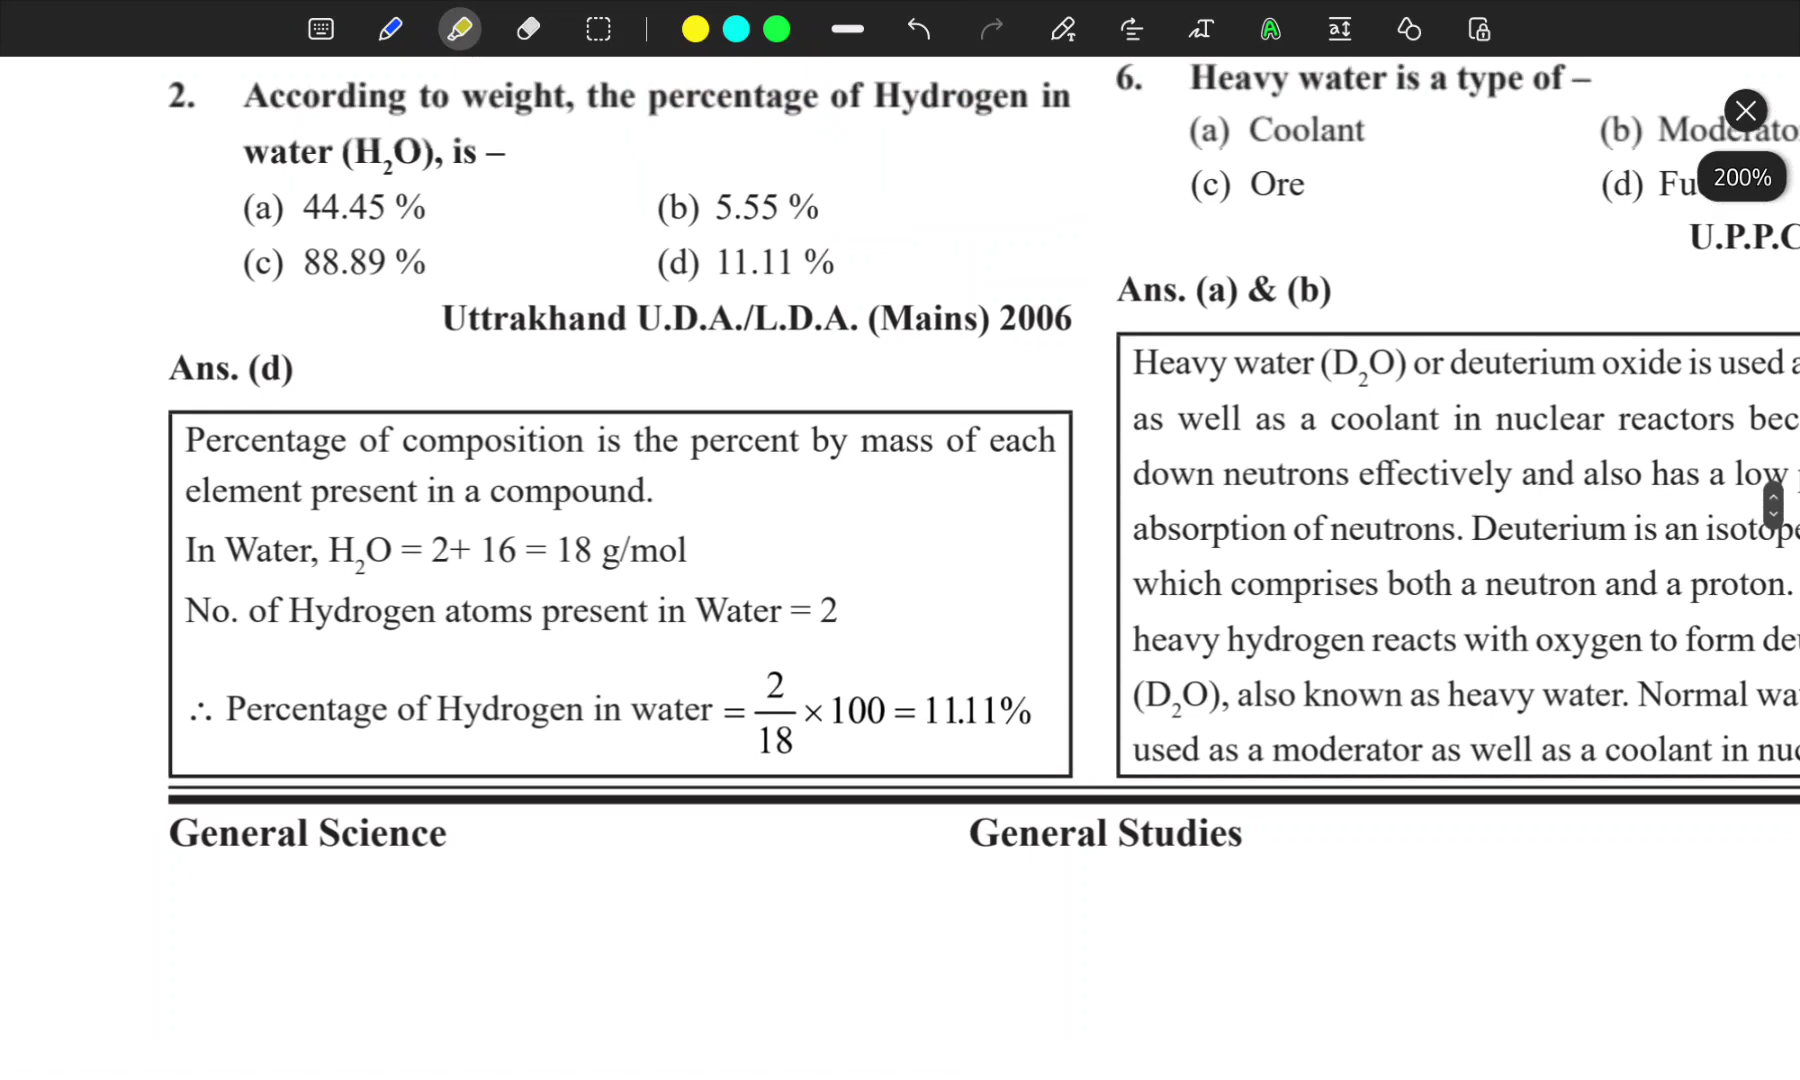 2. According to weight, the percentage of Hydrogen in
water (H₂O), is –
(a) 44.45 % (b) 5.55 %
(c) 88.89 % (d) 11.11 %
Uttrakhand U.D.A./L.D.A. (Mains) 2006
Ans. (d)
Percentage of composition is the percent by mass of each
element present in a compound.
In Water, H₂O = 2+ 16 = 18 g/mol
No. of Hydrogen atoms present in Water = 2
∴ Percentage of Hydrogen in water = 2/18 × 100 = 11.11%
6. Heavy water is a type of –
(a) Coolant (b)
(c) Ore (d)
200%
U.P.P.C
Ans. (a) & (b)
Heavy water (D₂O) or deuterium oxide is used
as well as a coolant in nuclear reactors bec
down neutrons effectively and also has a low
absorption of neutrons. Deuterium is an isotope
which comprises both a neutron and a proton.
heavy hydrogen reacts with oxygen to form
(D₂O), also known as heavy water. Normal
used as a moderator as well as a coolant in
General Science General Studies